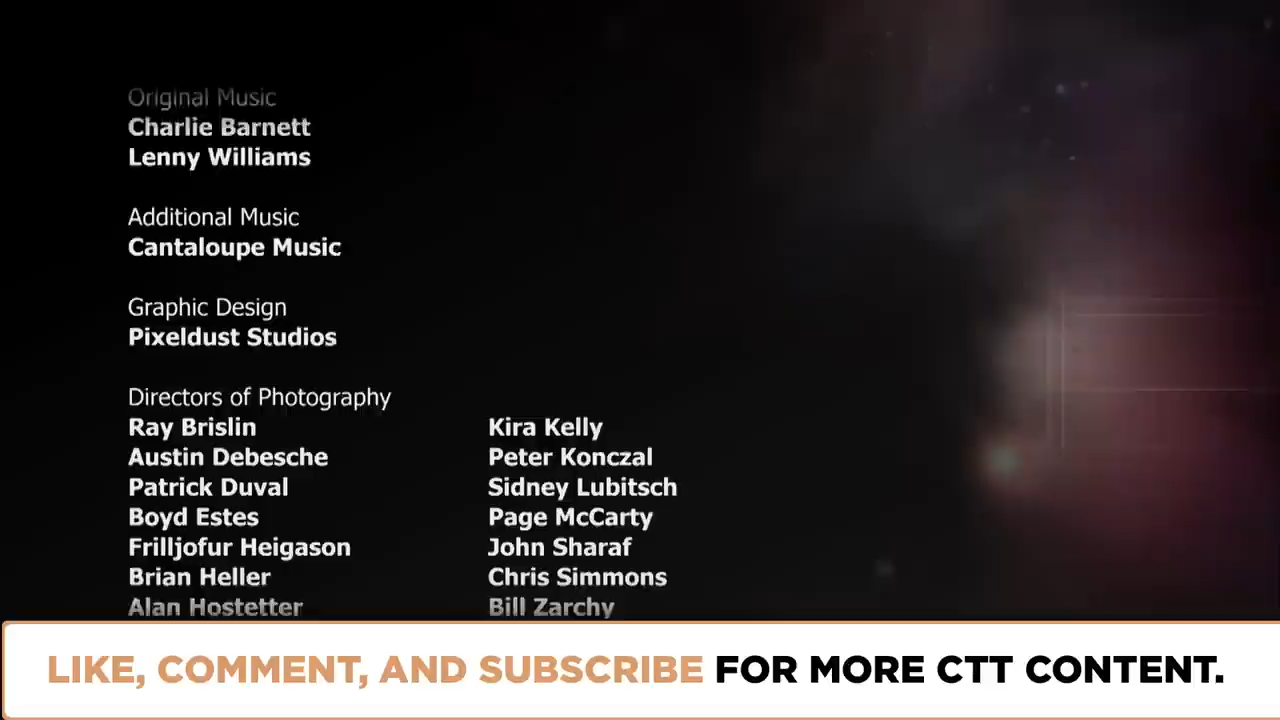 Original Music
Charlie Barnett
Lenny Williams
Additional Music
Cantaloupe Music
Graphic Design
Pixeldust Studios
Directors of Photography
Ray Brislin
Austin Debesche
Patrick Duval
Boyd Estes
Frilljofur Heigason
Brian Heller
Alan Hostetter
Kira Kelly
Peter Konczal
Sidney Lubitsch
Page McCarty
John Sharaf
Chris Simmons
Bill Zarchy
LIKE, COMMENT, AND SUBSCRIBE FOR MORE CTT CONTENT.